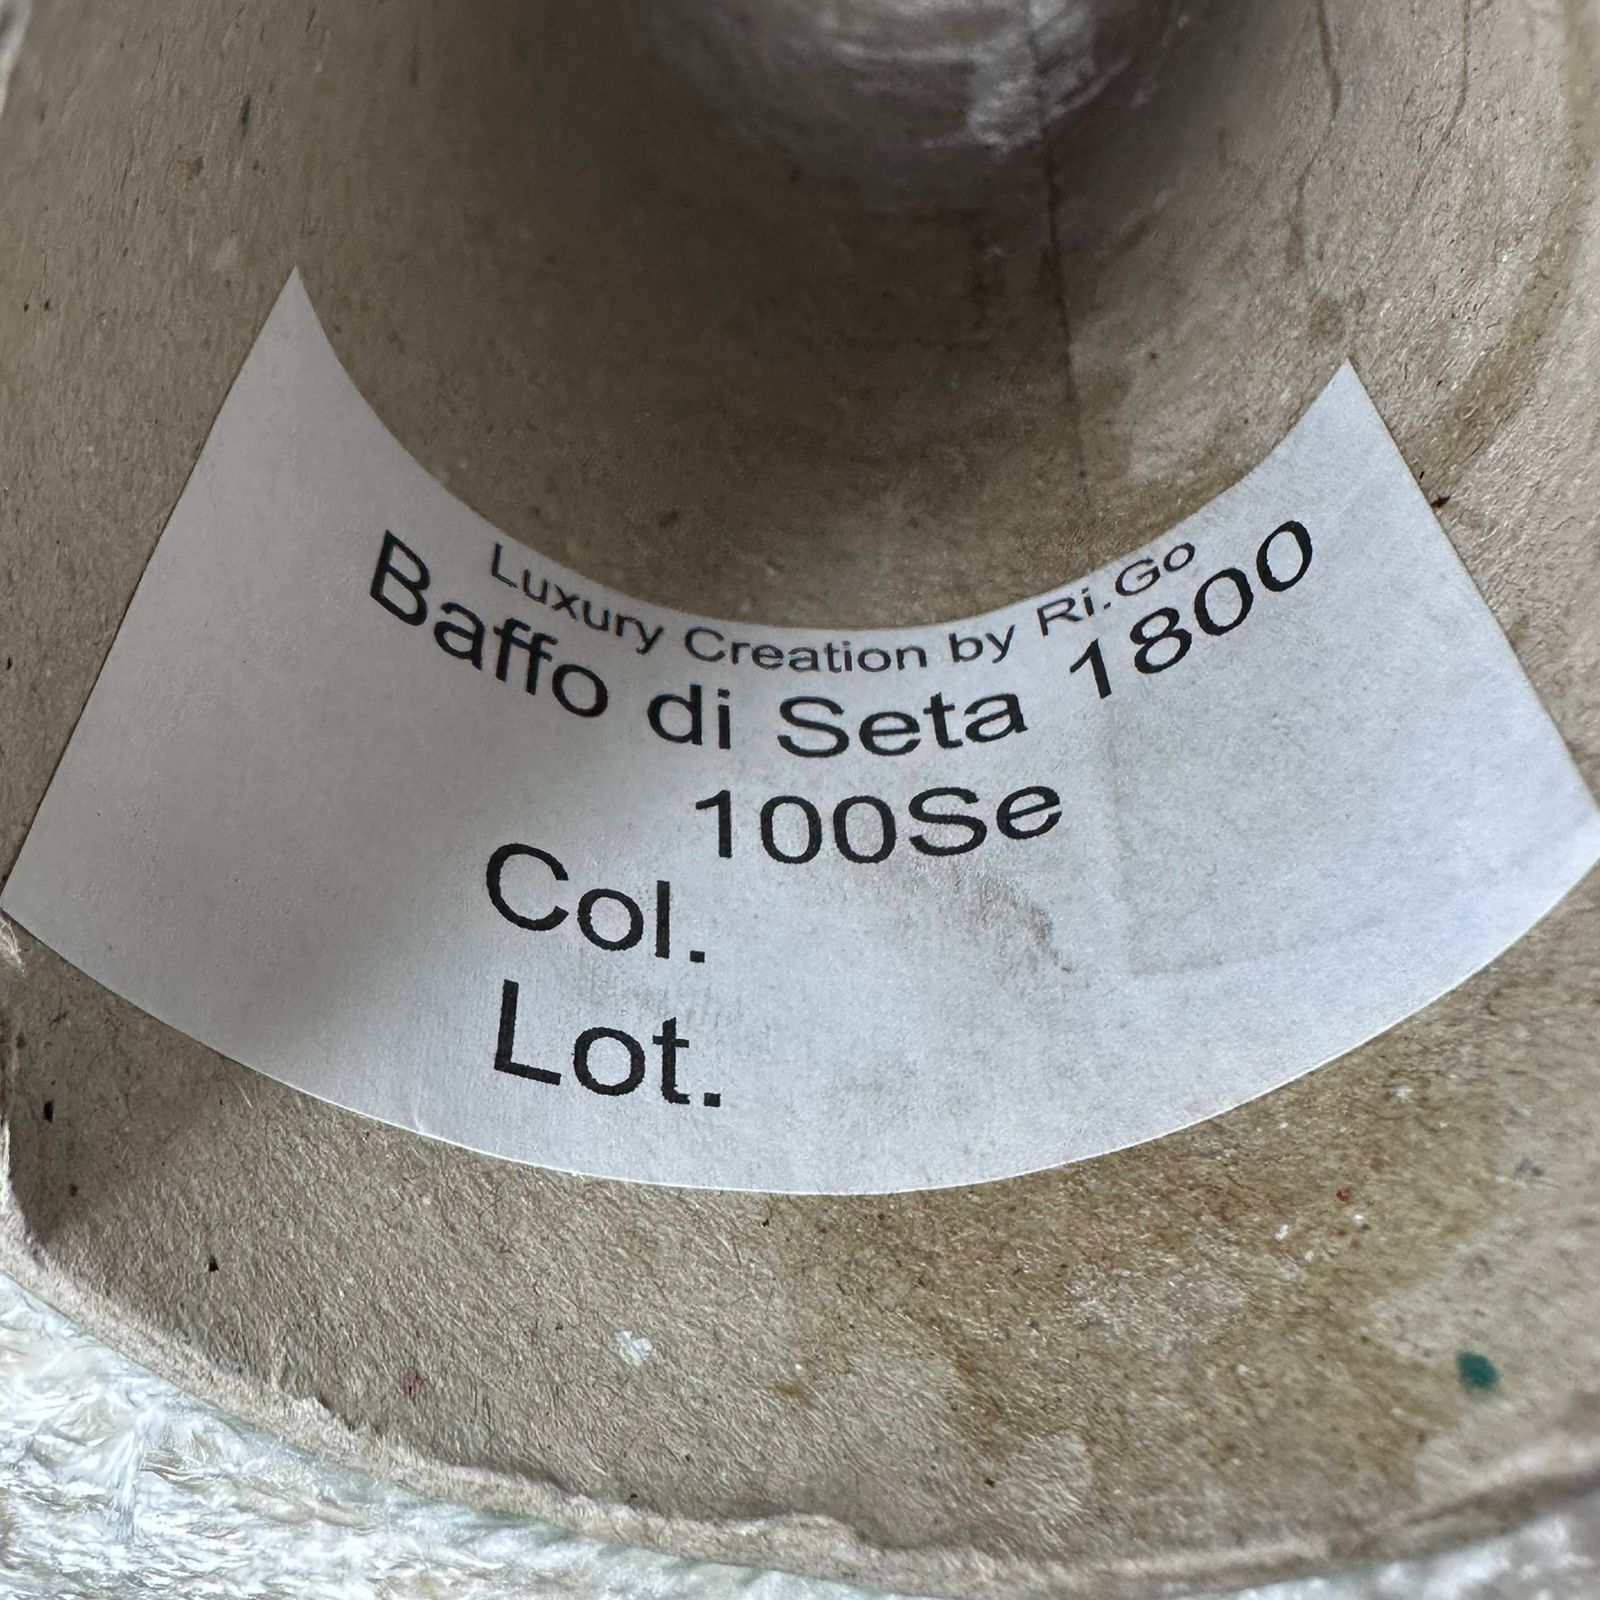 Luxury Creation by Ri.Go
Baffo di Seta 1800
100Se
Col.
Lot.